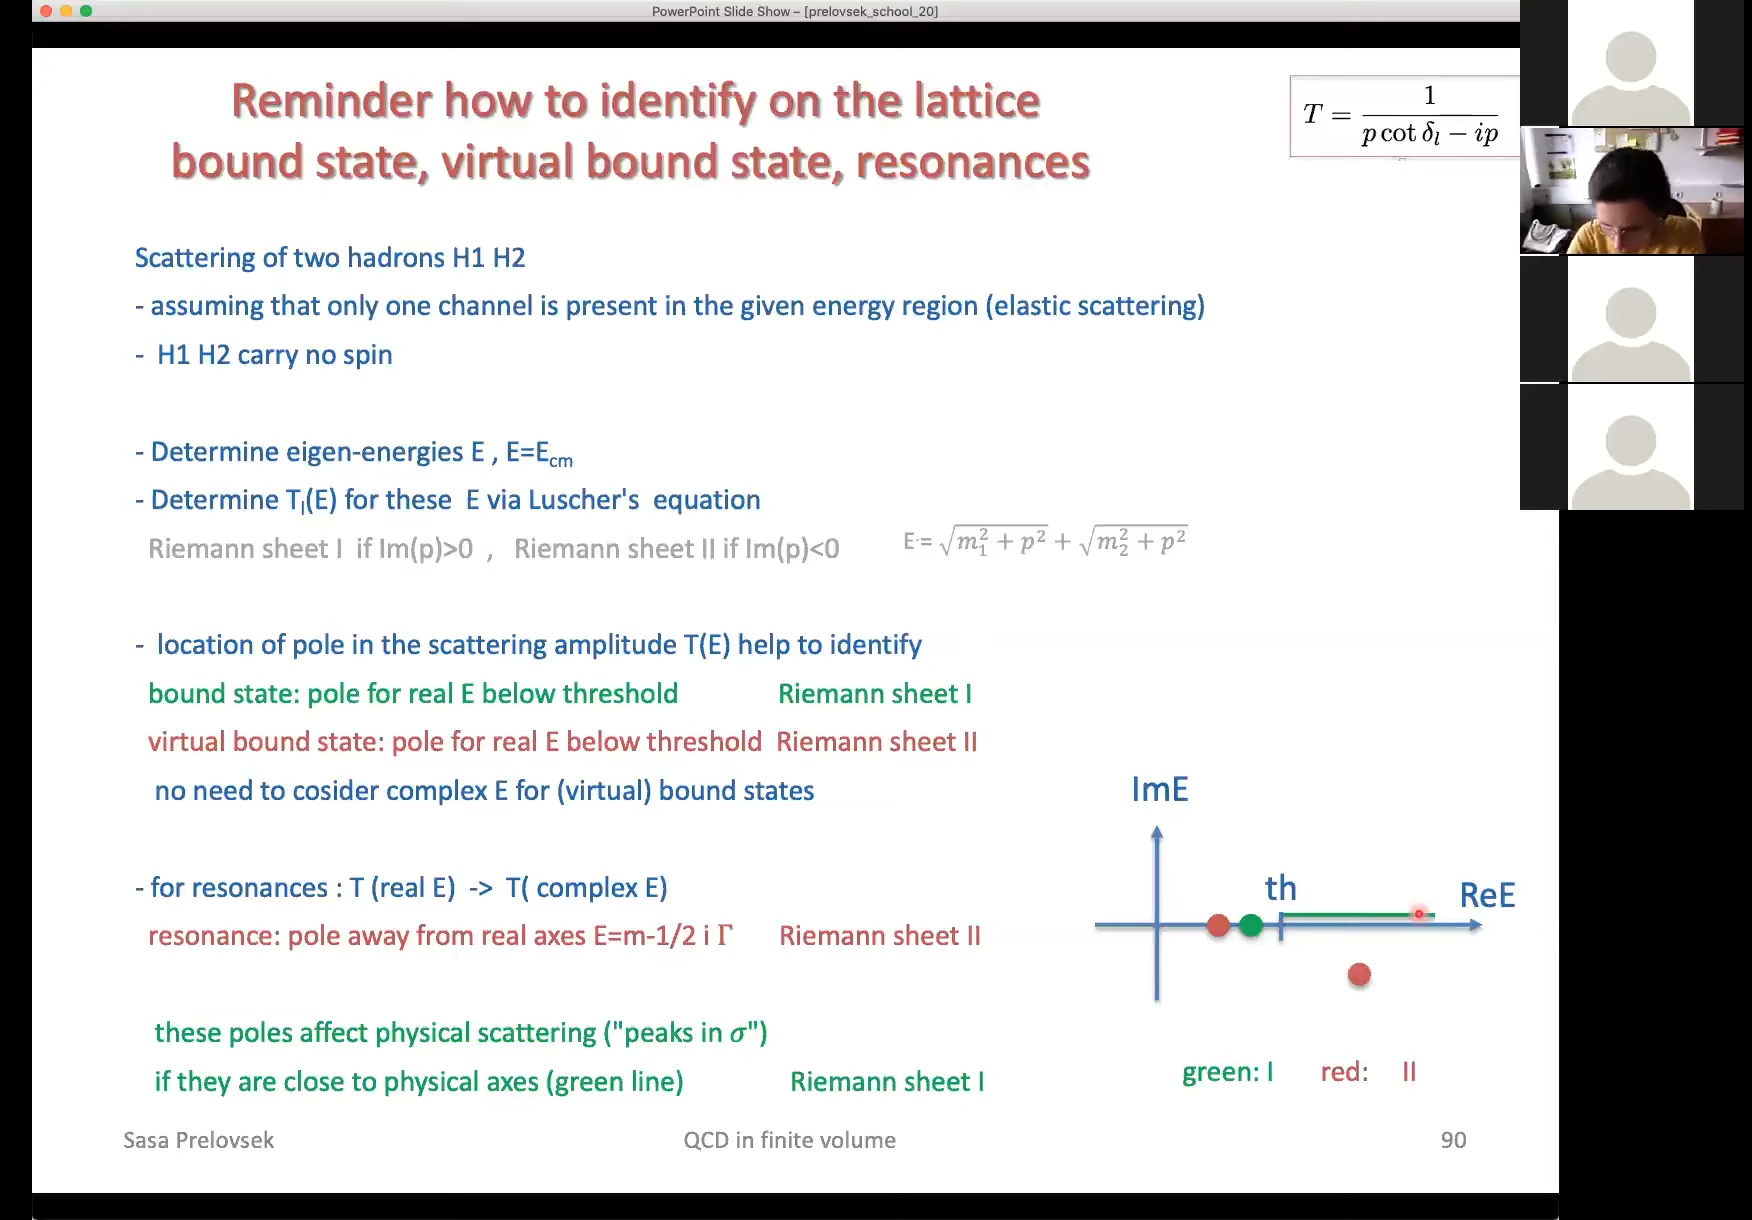 PowerPoint Slide Show – [prelovsek_school_20]
Reminder how to identify on the lattice
bound state, virtual bound state, resonances
T = 1 / (p cot δ_l − ip)
Scattering of two hadrons H1 H2
- assuming that only one channel is present in the given energy region (elastic scattering)
- H1 H2 carry no spin
- Determine eigen-energies E , E=E_cm
- Determine T_l(E) for these E via Luscher's equation
Riemann sheet I if Im(p)>0 , Riemann sheet II if Im(p)<0 E = √(m₁² + p²) + √(m₂² + p²)
- location of pole in the scattering amplitude T(E) help to identify
bound state: pole for real E below threshold Riemann sheet I
virtual bound state: pole for real E below threshold Riemann sheet II
no need to cosider complex E for (virtual) bound states
- for resonances : T (real E) -> T( complex E)
resonance: pole away from real axes E=m-1/2 i Γ Riemann sheet II
these poles affect physical scattering ("peaks in σ")
if they are close to physical axes (green line) Riemann sheet I
ImE
th
ReE
green: I red: II
Sasa Prelovsek QCD in finite volume 90